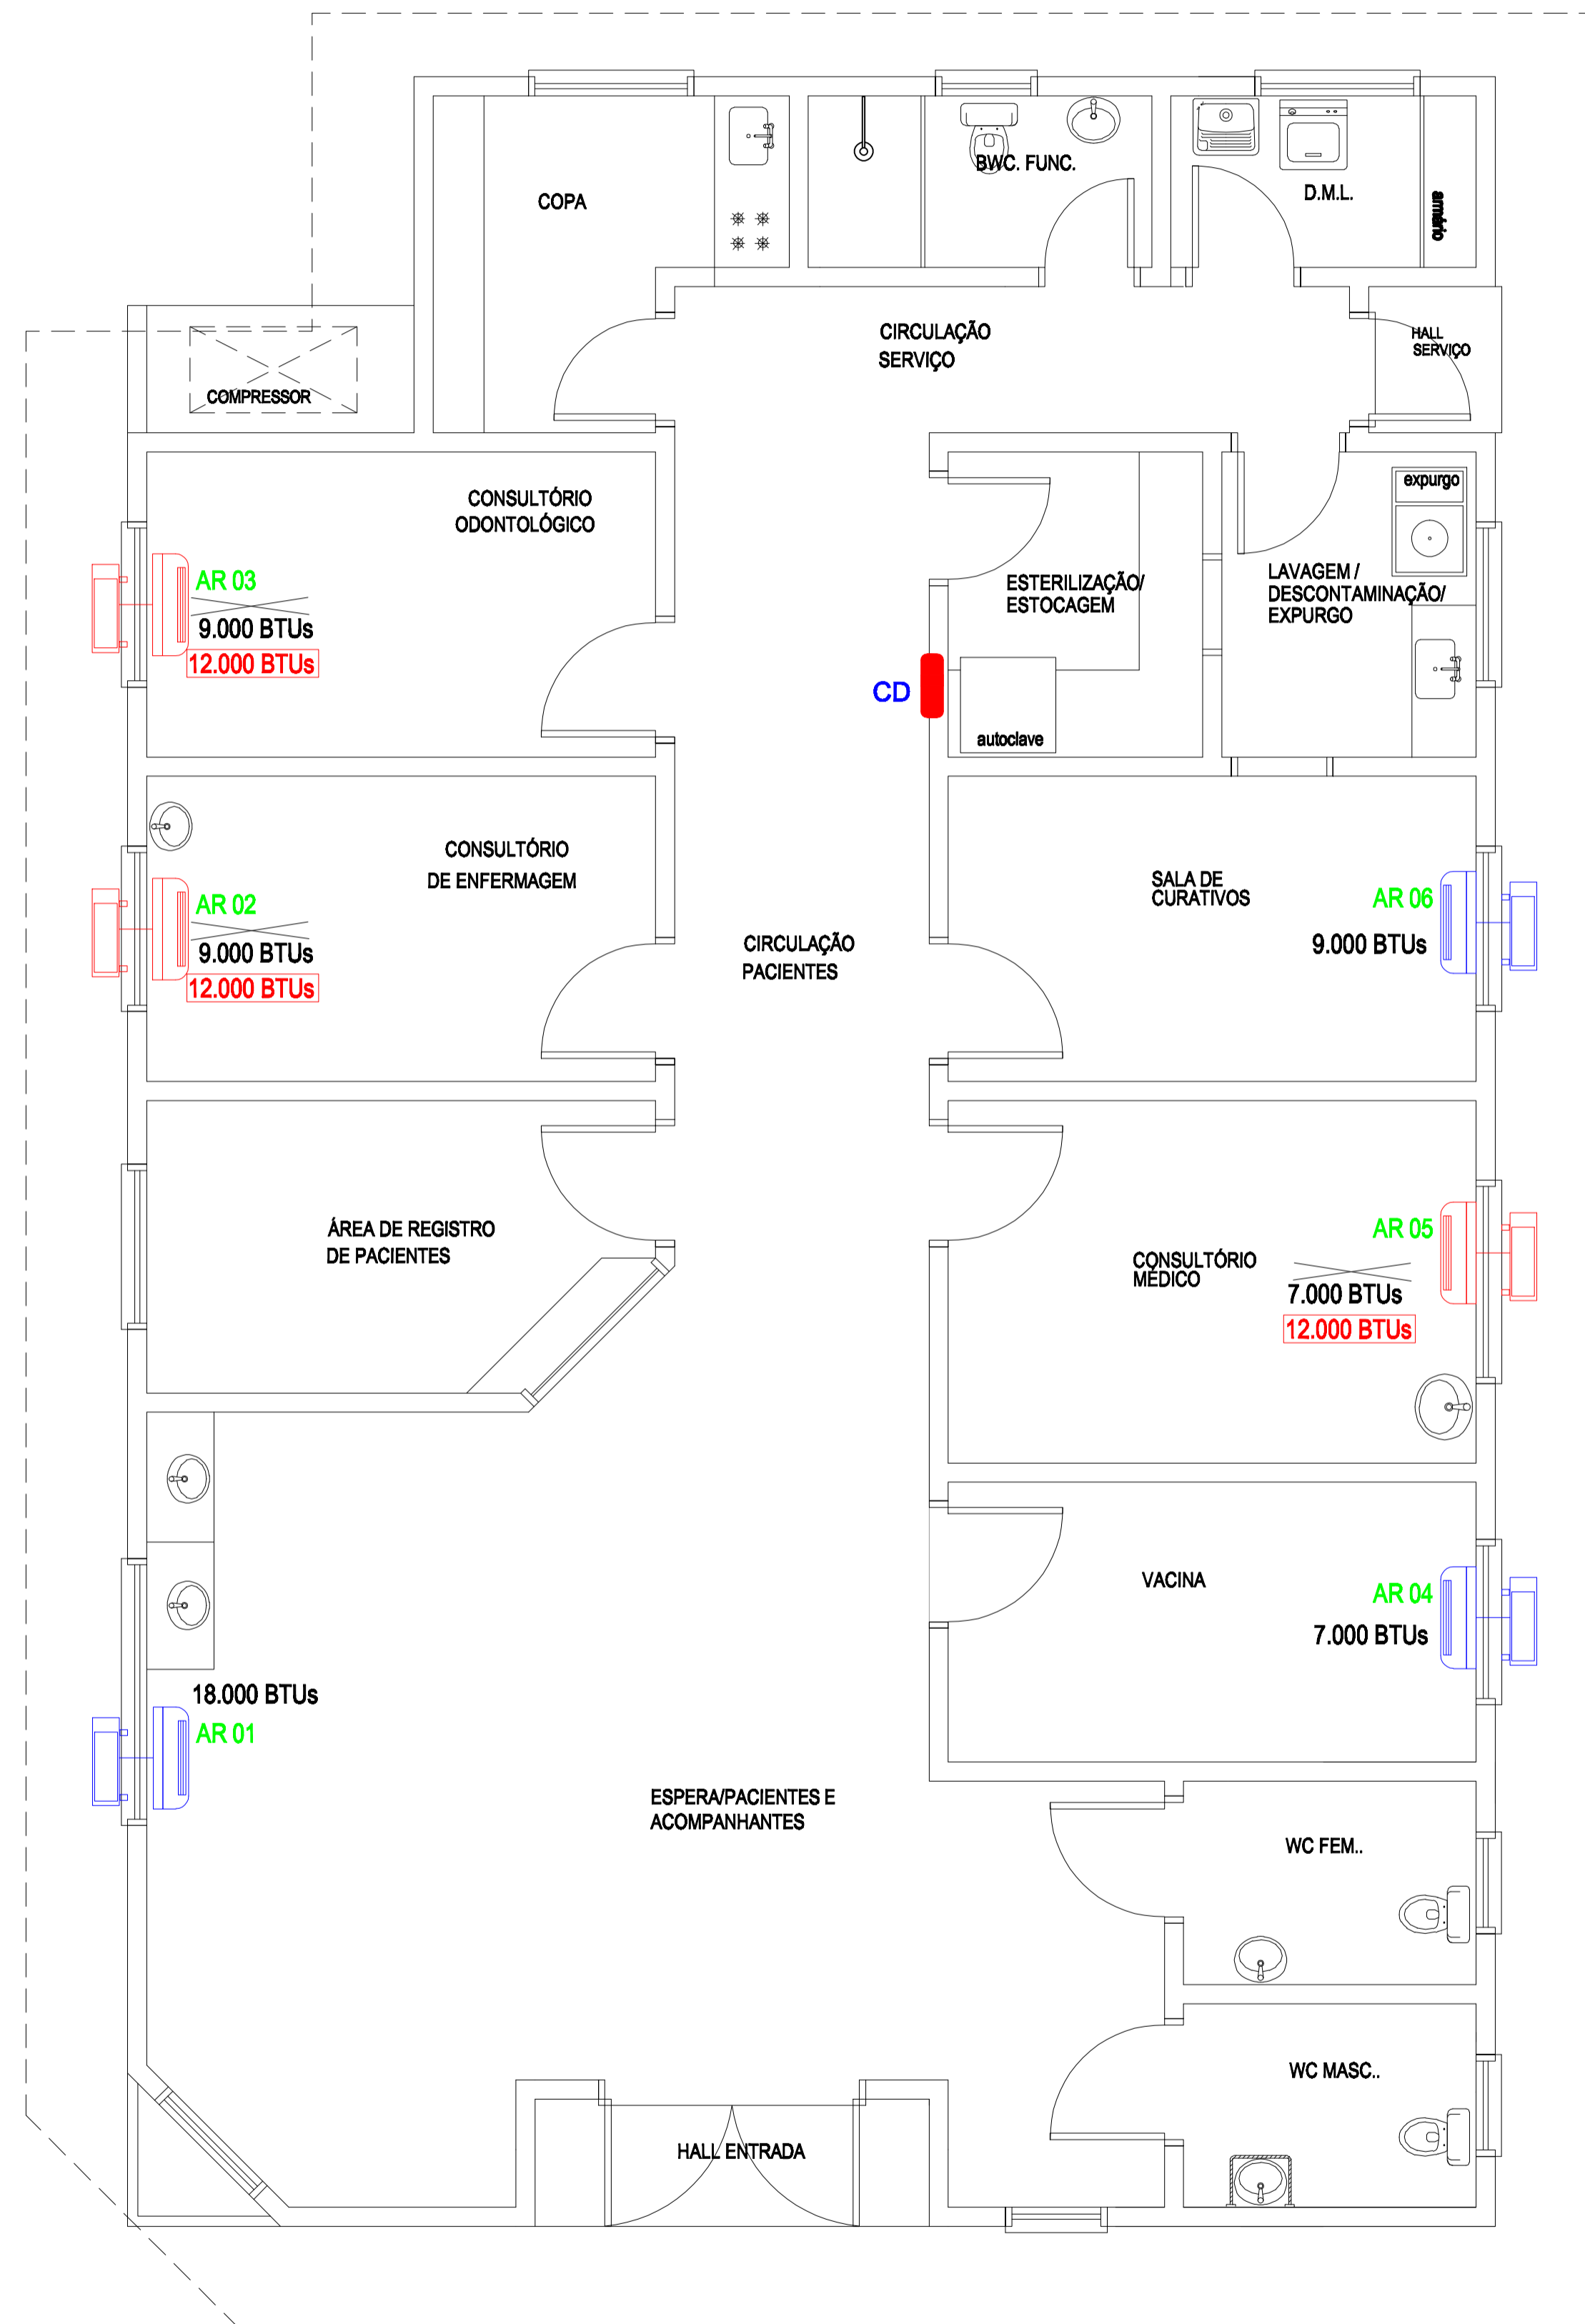 COPA
BWC. FUNC.
D.M.L.
armário
CIRCULAÇÃO
SERVIÇO
HALL
SERVIÇO
COMPRESSOR
CONSULTÓRIO
ODONTOLÓGICO
AR 03
9.000 BTUs
12.000 BTUs
ESTERILIZAÇÃO/
ESTOCAGEM
expurgo
LAVAGEM /
DESCONTAMINAÇÃO/
EXPURGO
CD
autoclave
CONSULTÓRIO
DE ENFERMAGEM
AR 02
9.000 BTUs
12.000 BTUs
CIRCULAÇÃO
PACIENTES
SALA DE
CURATIVOS
AR 06
9.000 BTUs
ÁREA DE REGISTRO
DE PACIENTES
CONSULTÓRIO
MÉDICO
AR 05
7.000 BTUs
12.000 BTUs
VACINA
AR 04
7.000 BTUs
18.000 BTUs
AR 01
ESPERA/PACIENTES E
ACOMPANHANTES
WC FEM..
WC MASC..
HALL ENTRADA